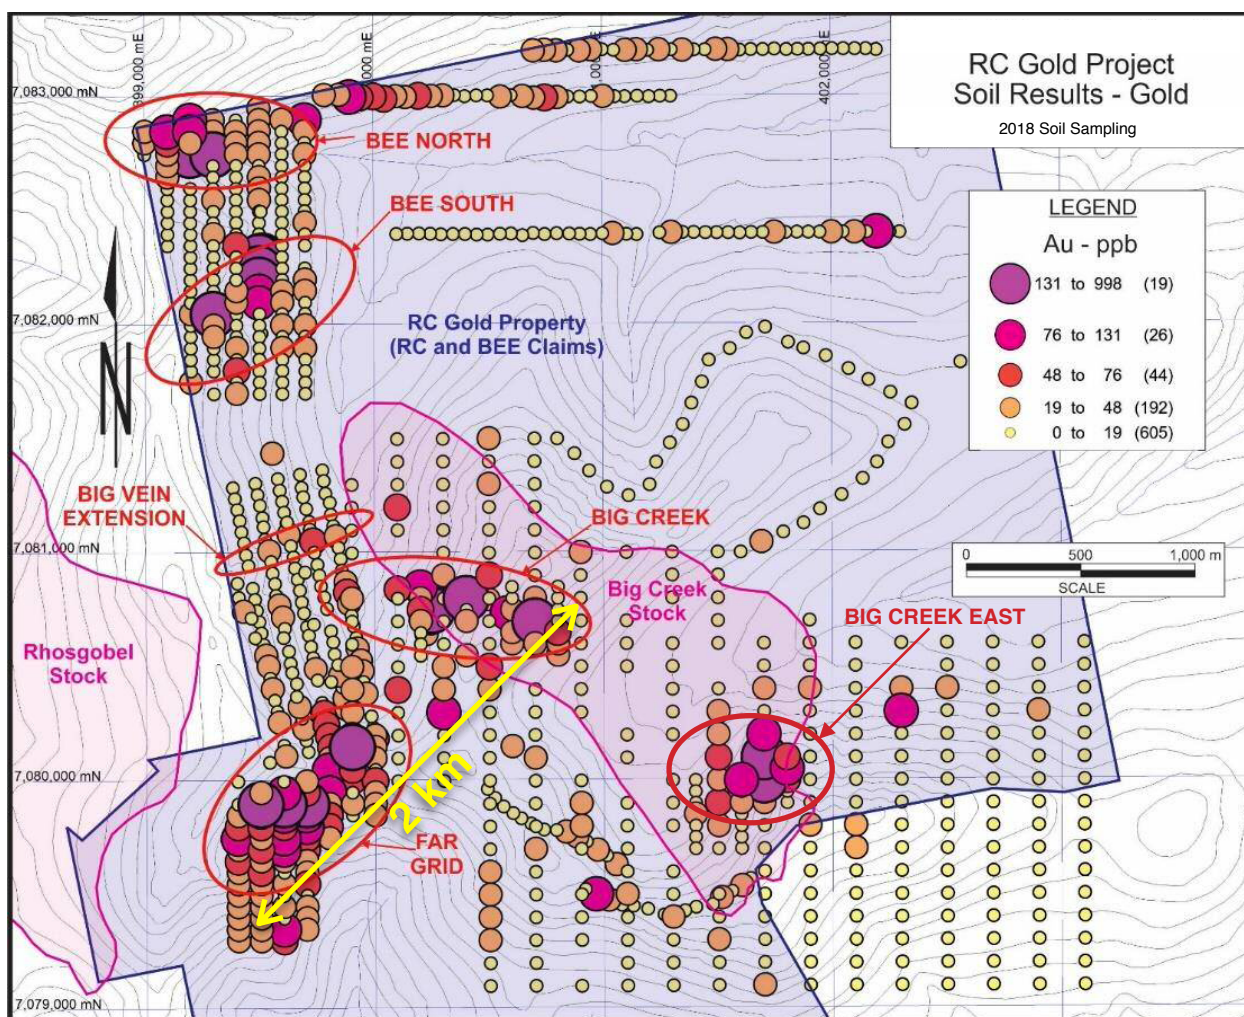 RC Gold Project
Soil Results - Gold
2018 Soil Sampling
399,000 mE
402,000 mE
7,083,000 mN
BEE NORTH
BEE SOUTH
LEGEND
Au - ppb
131 to 998 (19)
76 to 131 (26)
48 to 76 (44)
19 to 48 (192)
0 to 19 (605)
7,082,000 mN
RC Gold Property
(RC and BEE Claims)
N
BIG VEIN
EXTENSION
BIG CREEK
7,081,000 mN
0 500 1,000 m
SCALE
Big Creek
Stock
BIG CREEK EAST
Rhosgobel
Stock
7,080,000 mN
2 km
FAR
GRID
7,079,000 mN